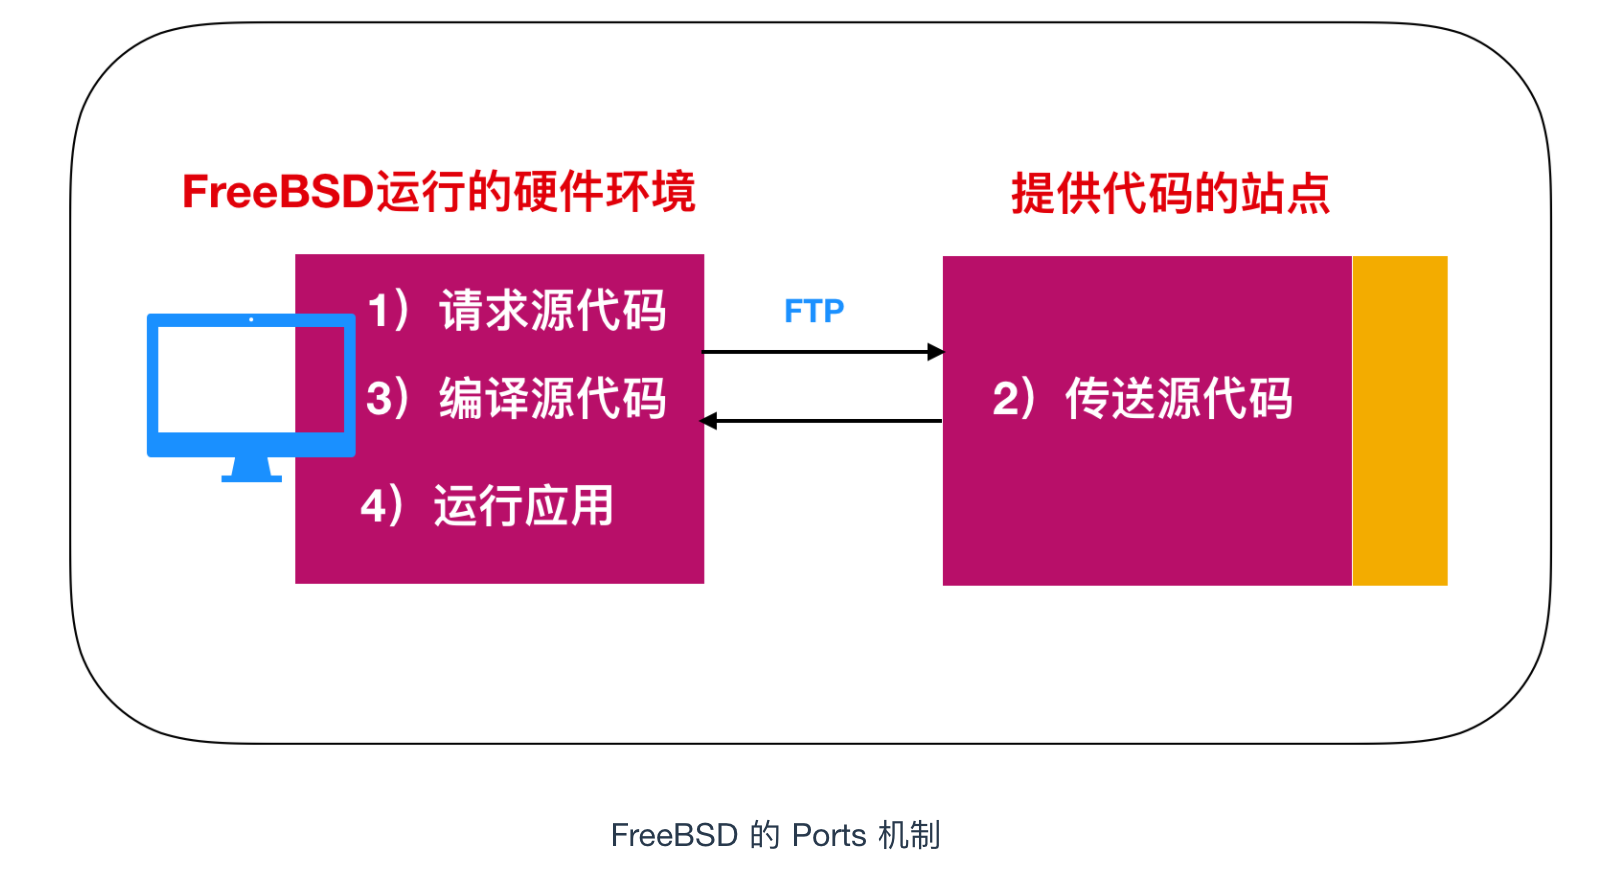 FreeBSD运行的硬件环境
提供代码的站点
1）请求源代码
FTP
3）编译源代码
2）传送源代码
4）运行应用
FreeBSD 的 Ports 机制